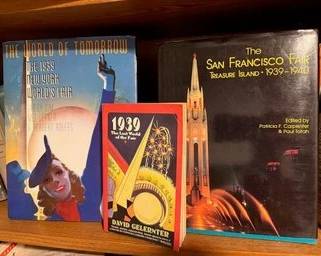 THE WORLD OF TOMORROW
THE 1939
NEW YORK
WORLD'S FAIR
1939
The Lost World
of the Fair
DAVID GELERNTER
The
SAN FRANCISCO FAIR
TREASURE ISLAND • 1939-1940
Edited by
Patricia F. Carpenter
& Paul Totah